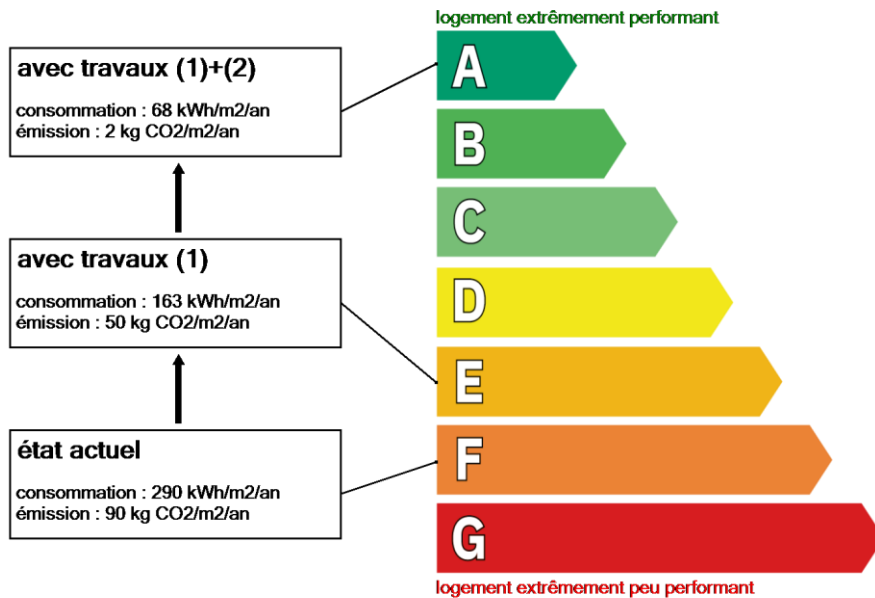 logement extrêmement performant
avec travaux (1)+(2)
consommation : 68 kWh/m2/an
émission : 2 kg CO2/m2/an
avec travaux (1)
consommation : 163 kWh/m2/an
émission : 50 kg CO2/m2/an
état actuel
consommation : 290 kWh/m2/an
émission : 90 kg CO2/m2/an
A
B
C
D
E
F
G
logement extrêmement peu performant